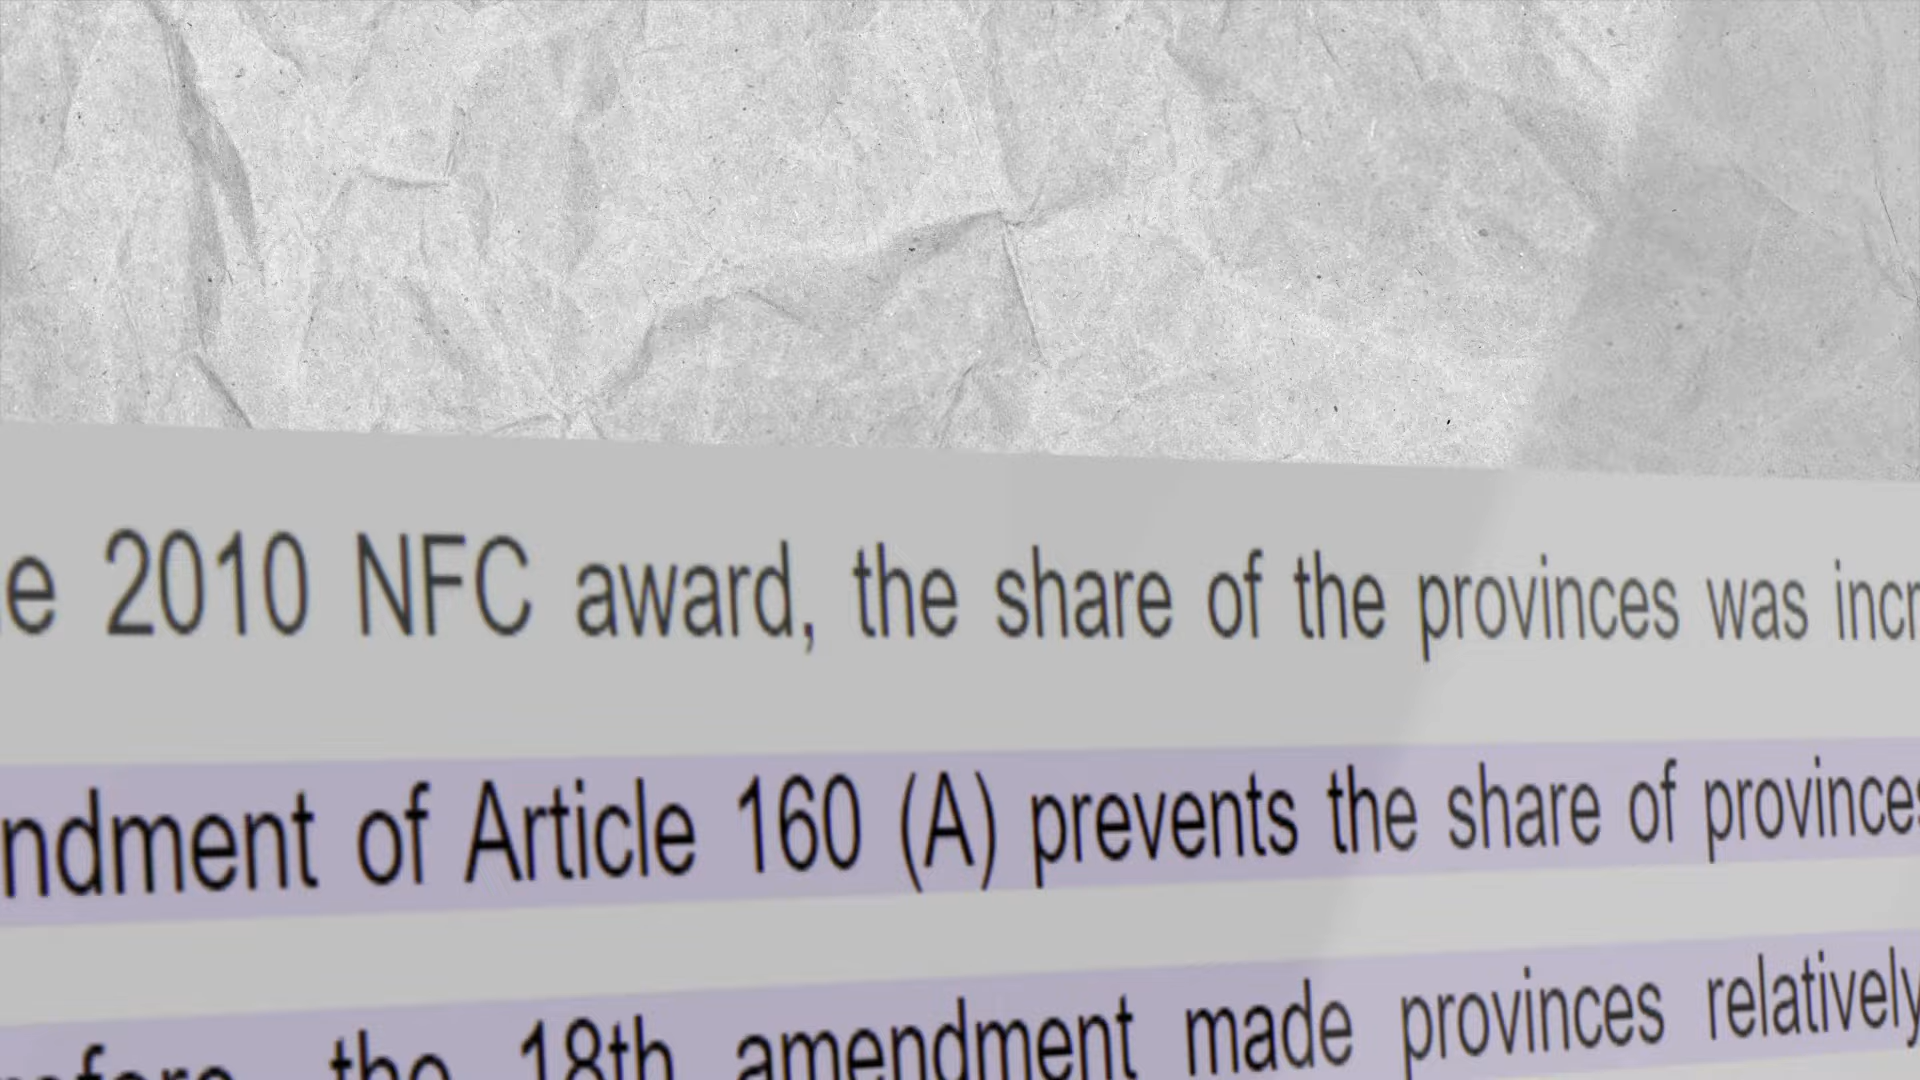 e 2010 NFC award, the share of the provinces was incr
ndment of Article 160 (A) prevents the share of provinces
the 18th amendment made provinces relatively